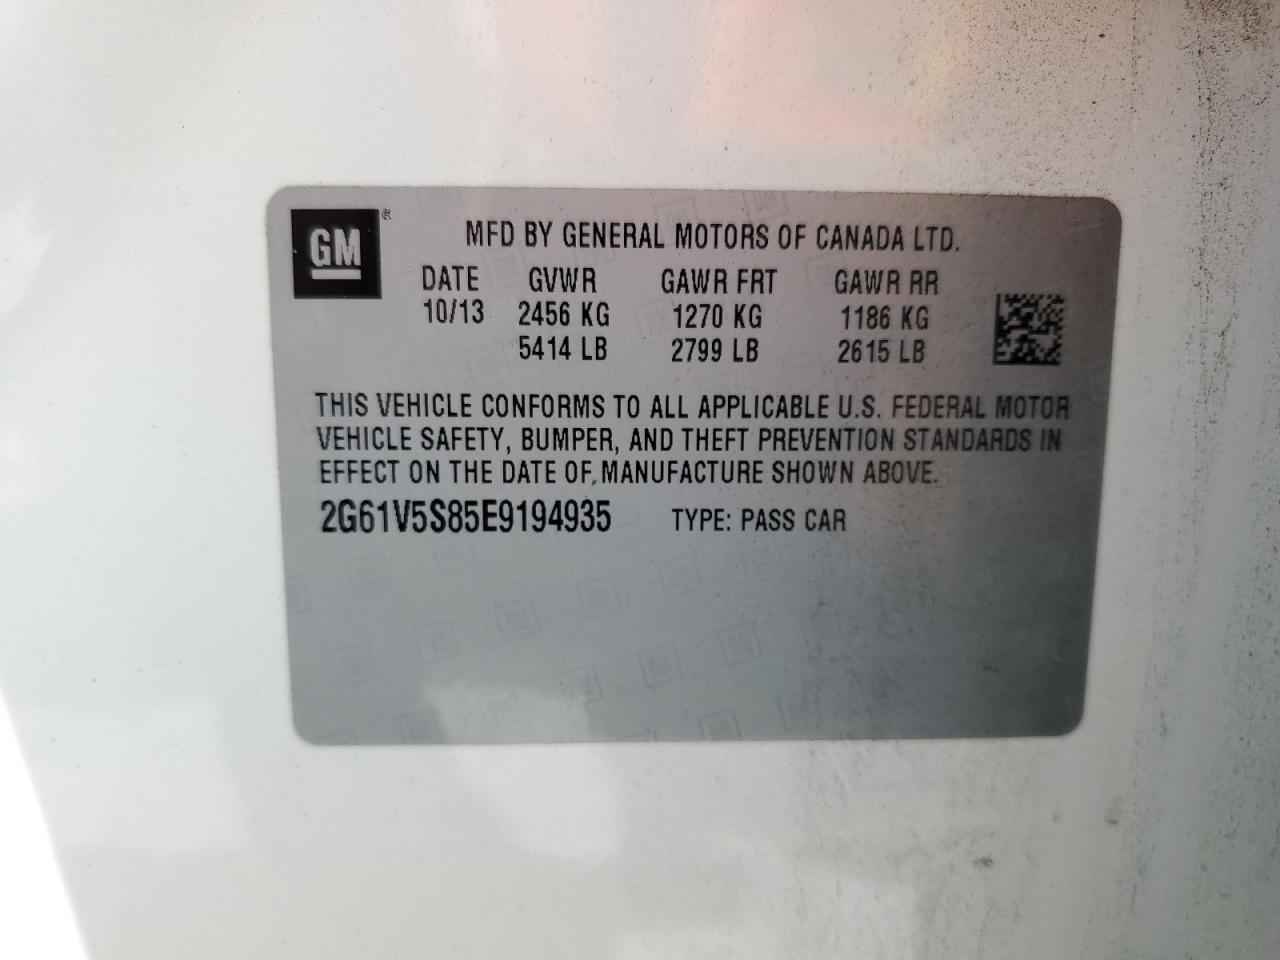 GM ® MFD BY GENERAL MOTORS OF CANADA LTD.
DATE GVWR GAWR FRT GAWR RR
10/13 2456 KG 1270 KG 1186 KG
5414 LB 2799 LB 2615 LB
THIS VEHICLE CONFORMS TO ALL APPLICABLE U.S. FEDERAL MOTOR
VEHICLE SAFETY, BUMPER, AND THEFT PREVENTION STANDARDS IN
EFFECT ON THE DATE OF MANUFACTURE SHOWN ABOVE.
2G61V5S85E9194935 TYPE: PASS CAR